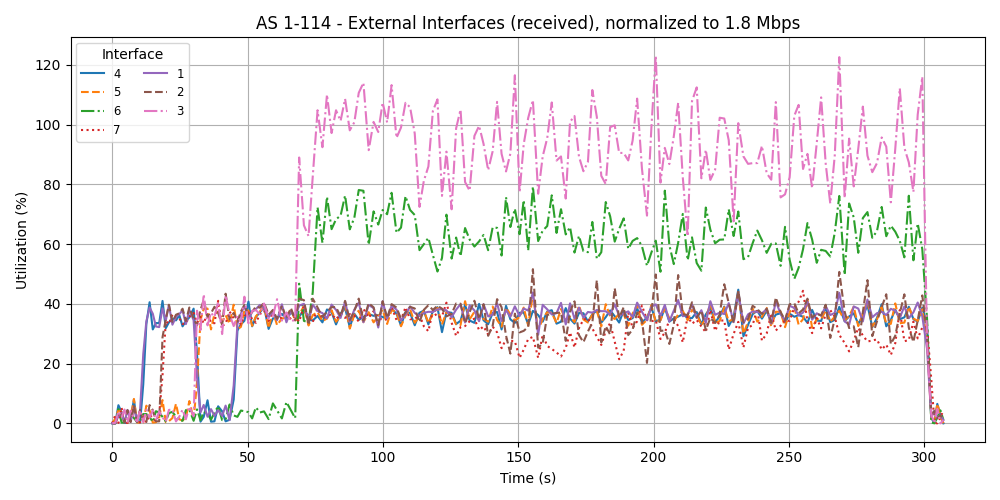 AS 1-114 - External Interfaces (received), normalized to 1.8 Mbps
Interface
4 1
5 2
6 3
7
Utilization (%)
120
100
80
60
40
20
0
0 50 100 150 200 250 300
Time (s)